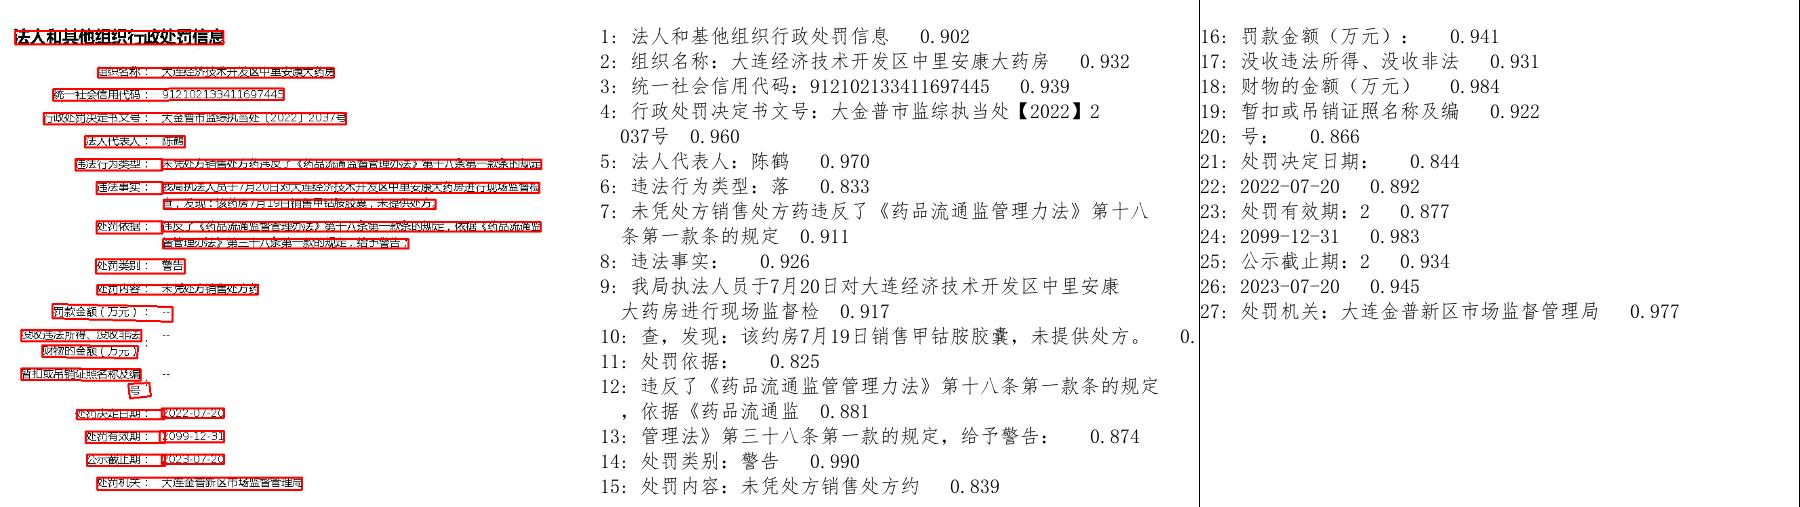 法人和其他组织行政处罚信息
组织名称： 大连经济技术开发区中里安康大药房
统一社会信用代码： 912102133411697445
行政处罚决定书文号： 大金普市监综执当处〔2022〕2037号
法人代表人： 陈鹤
违法行为类型： 未凭处方销售处方药违反了《药品流通监督管理办法》第十八条第一款条的规定
违法事实： 我局执法人员于7月20日对大连经济技术开发区中里安康大药房进行现场监督检
查，发现：该药房7月19日销售甲钴胺胶囊，未提供处方。
处罚依据： 违反了《药品流通监督管理办法》第十八条第一款条的规定，依据《药品流通监
督管理办法》第三十八条第一款的规定，给予警告；
处罚类别： 警告
处罚内容： 未凭处方销售处方药
罚款金额（万元）： --
没收违法所得、没收非法
财物的金额（万元）： --
暂扣或吊销证照名称及编
号： --
处罚决定日期： 2022-07-20
处罚有效期： 2099-12-31
公示截止期： 2023-07-20
处罚机关： 大连金普新区市场监督管理局
1: 法人和基他组织行政处罚信息 0.902
2: 组织名称: 大连经济技术开发区中里安康大药房 0.932
3: 统一社会信用代码: 912102133411697445 0.939
4: 行政处罚决定书文号: 大金普市监综执当处【2022】2
037号 0.960
5: 法人代表人: 陈鹤 0.970
6: 违法行为类型: 落 0.833
7: 未凭处方销售处方药违反了《药品流通监管理力法》第十八
条第一款条的规定 0.911
8: 违法事实: 0.926
9: 我局执法人员于7月20日对大连经济技术开发区中里安康
大药房进行现场监督检 0.917
10: 查, 发现: 该约房7月19日销售甲钴胺胶囊, 未提供处方。 0.
11: 处罚依据: 0.825
12: 违反了《药品流通监管管理力法》第十八条第一款条的规定
, 依据《药品流通监 0.881
13: 管理法》第三十八条第一款的规定, 给予警告: 0.874
14: 处罚类别: 警告 0.990
15: 处罚内容: 未凭处方销售处方约 0.839
16: 罚款金额（万元）: 0.941
17: 没收违法所得、没收非法 0.931
18: 财物的金额（万元） 0.984
19: 暂扣或吊销证照名称及编 0.922
20: 号: 0.866
21: 处罚决定日期: 0.844
22: 2022-07-20 0.892
23: 处罚有效期: 2 0.877
24: 2099-12-31 0.983
25: 公示截止期: 2 0.934
26: 2023-07-20 0.945
27: 处罚机关: 大连金普新区市场监督管理局 0.977